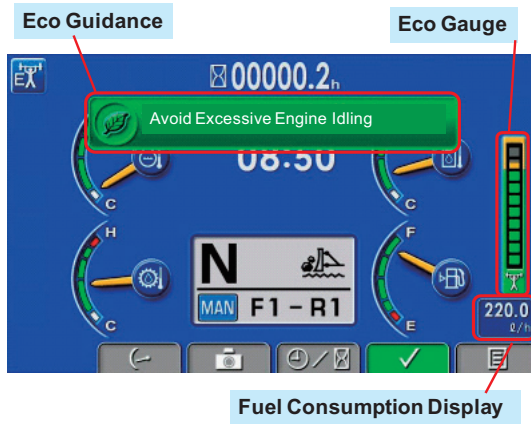 Eco Guidance
Eco Gauge
E
00000.2h
Avoid Excessive Engine Idling
08:50
C
C
H
F
N
MAN F1 - R1
C
E
220.0
ℓ/h
Fuel Consumption Display